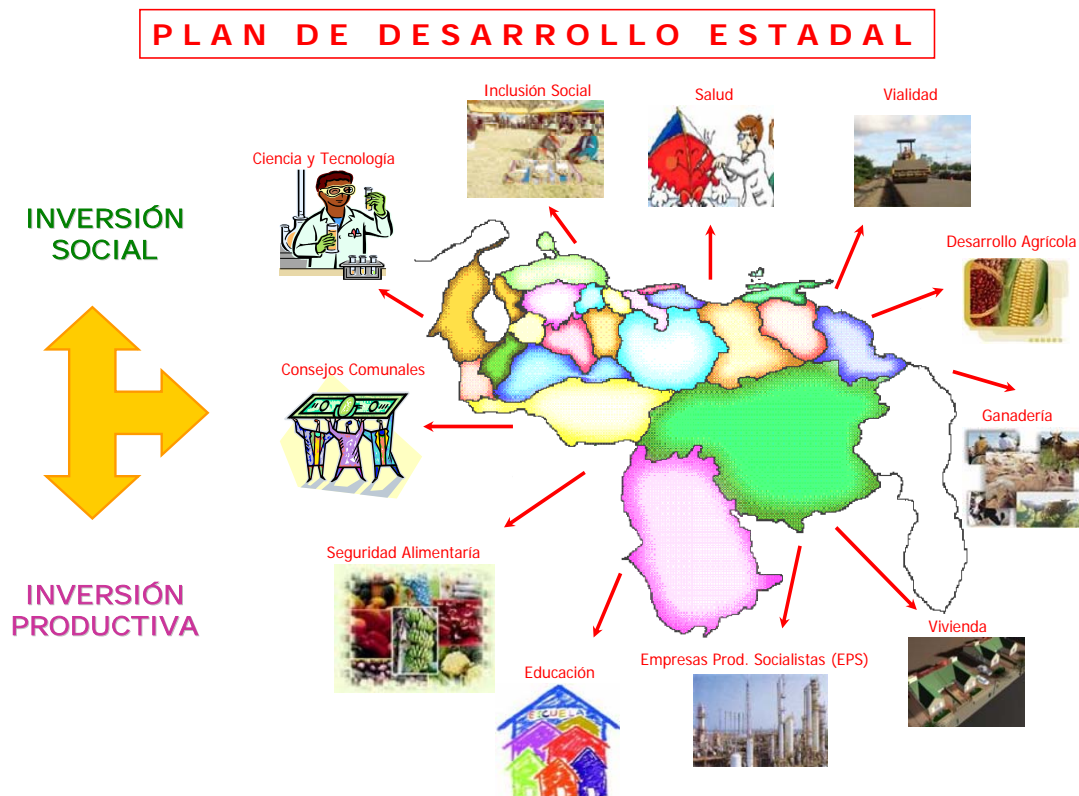 PLAN DE DESARROLLO ESTADAL
Inclusión Social
Salud
Vialidad
Ciencia y Tecnología
INVERSIÓN
SOCIAL
Desarrollo Agrícola
Consejos Comunales
Ganadería
Seguridad Alimentaría
INVERSIÓN
PRODUCTIVA
Vivienda
Empresas Prod. Socialistas (EPS)
Educación
ESCUELA